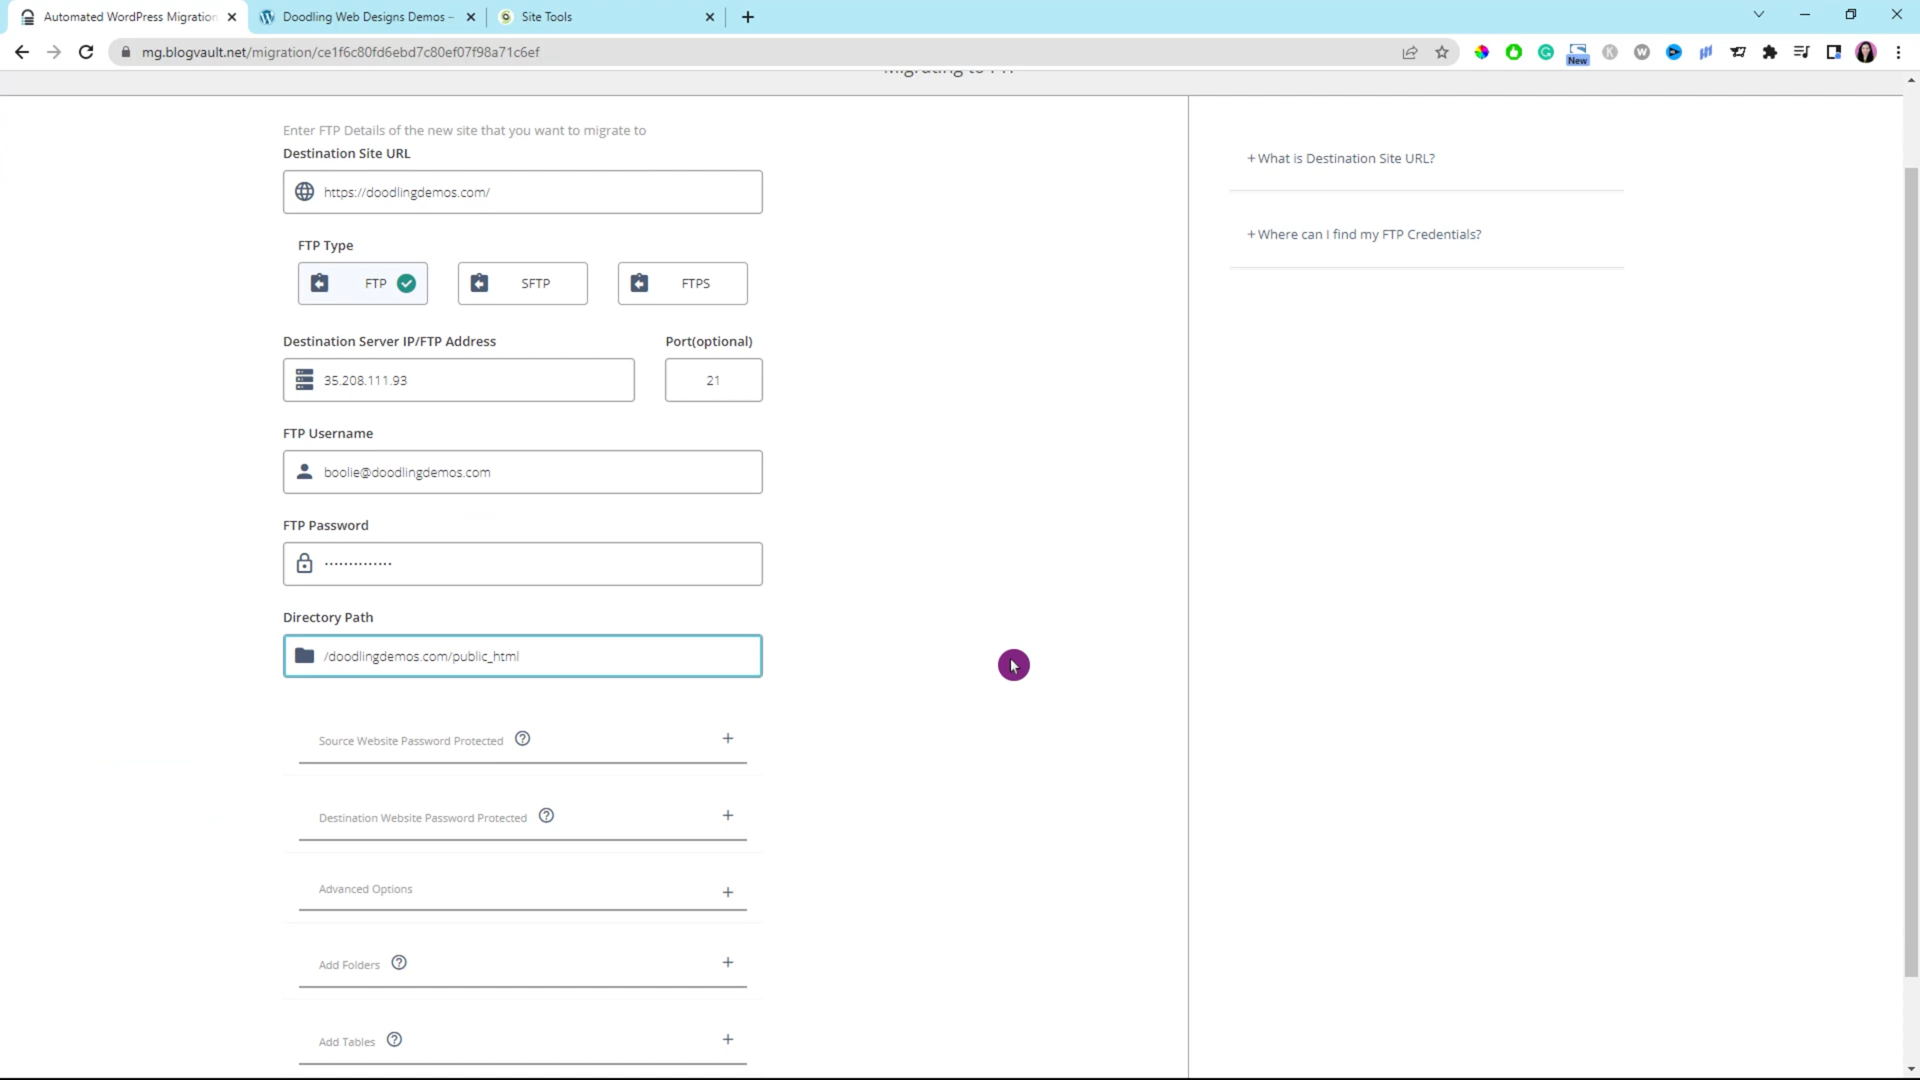 Automated WordPress Migration
Doodling Web Designs Demos –
Site Tools
mg.blogvault.net/migration/ce1f6c80fd6ebd7c80ef07f98a71c6ef
New
Migrating to FTP
Enter FTP Details of the new site that you want to migrate to
Destination Site URL
https://doodlingdemos.com/
FTP Type
FTP
SFTP
FTPS
Destination Server IP/FTP Address
Port(optional)
35.208.111.93
21
FTP Username
boolie@doodlingdemos.com
FTP Password
Directory Path
/doodlingdemos.com/public_html
Source Website Password Protected
Destination Website Password Protected
Advanced Options
Add Folders
Add Tables
+ What is Destination Site URL?
+ Where can I find my FTP Credentials?